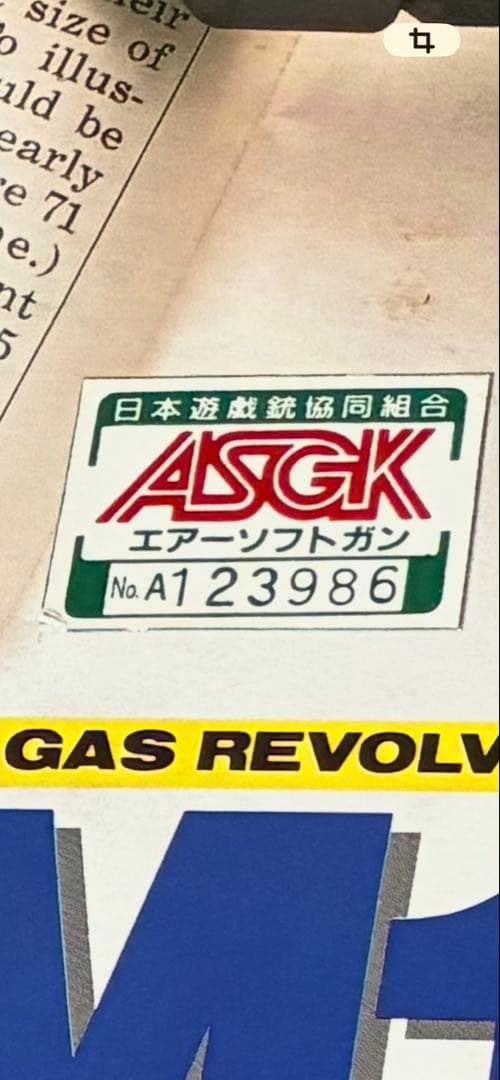 size of
illus-
be
early
71
e.)
nt
5
日本遊戯銃協同組合
ASGK
エアーソフトガン
No. A123986
GAS REVOLV
M-1